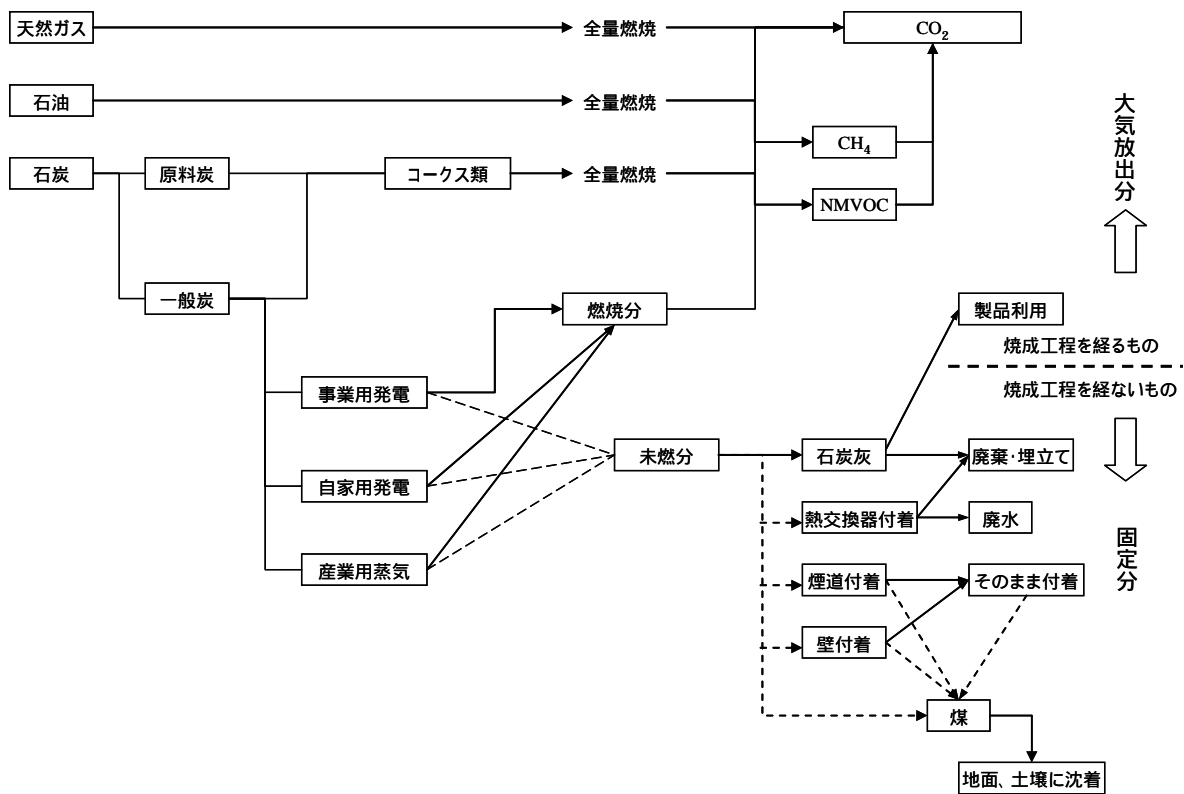 天然ガス
全量燃焼
CO₂
石油
全量燃焼
CH₄
石炭
原料炭
コークス類
全量燃焼
NMVOC
大気放出分
一般炭
燃焼分
製品利用
焼成工程を経るもの
焼成工程を経ないもの
事業用発電
未燃分
石炭灰
廃棄・埋立て
自家用発電
熱交換器付着
廃水
産業用蒸気
煙道付着
そのまま付着
固定分
壁付着
煤
地面、土壌に沈着